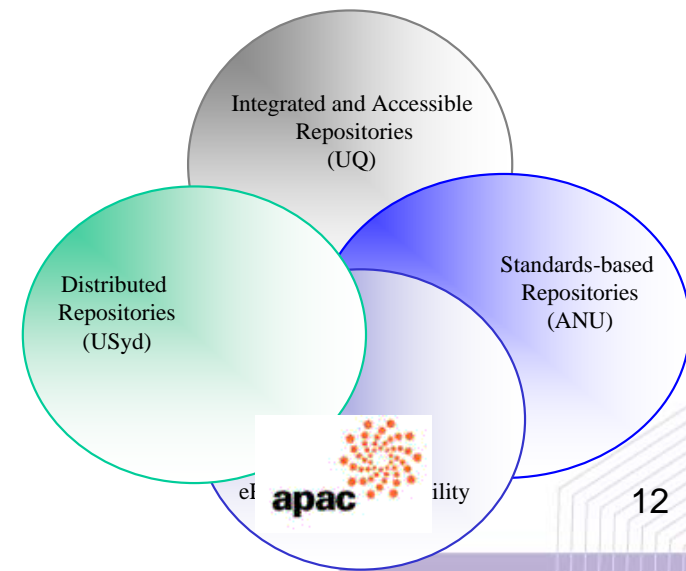 Integrated and Accessible
Repositories
(UQ)
Standards-based
Repositories
(ANU)
Distributed
Repositories
(USyd)
apac
12